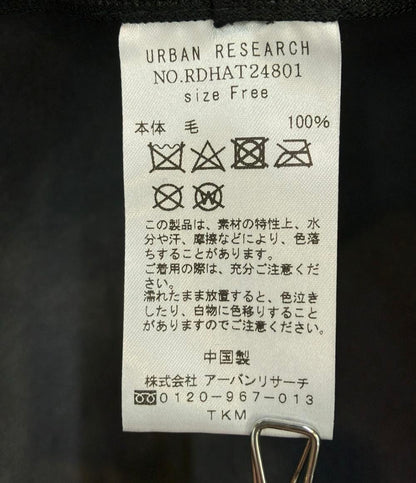 URBAN RESEARCH
NO.RDHAT24801
size Free
本体 毛 100%
この製品は、素材の特性上、水
分や汗、摩擦などにより、色落
ちすることがあります。
ご着用の際は、充分ご注意くだ
さい。
濡れたまま放置すると、色泣き
したり、白物に色移りすること
がありますのでご注意ください。
中国製
株式会社 アーバンリサーチ
0120-967-013
TKM